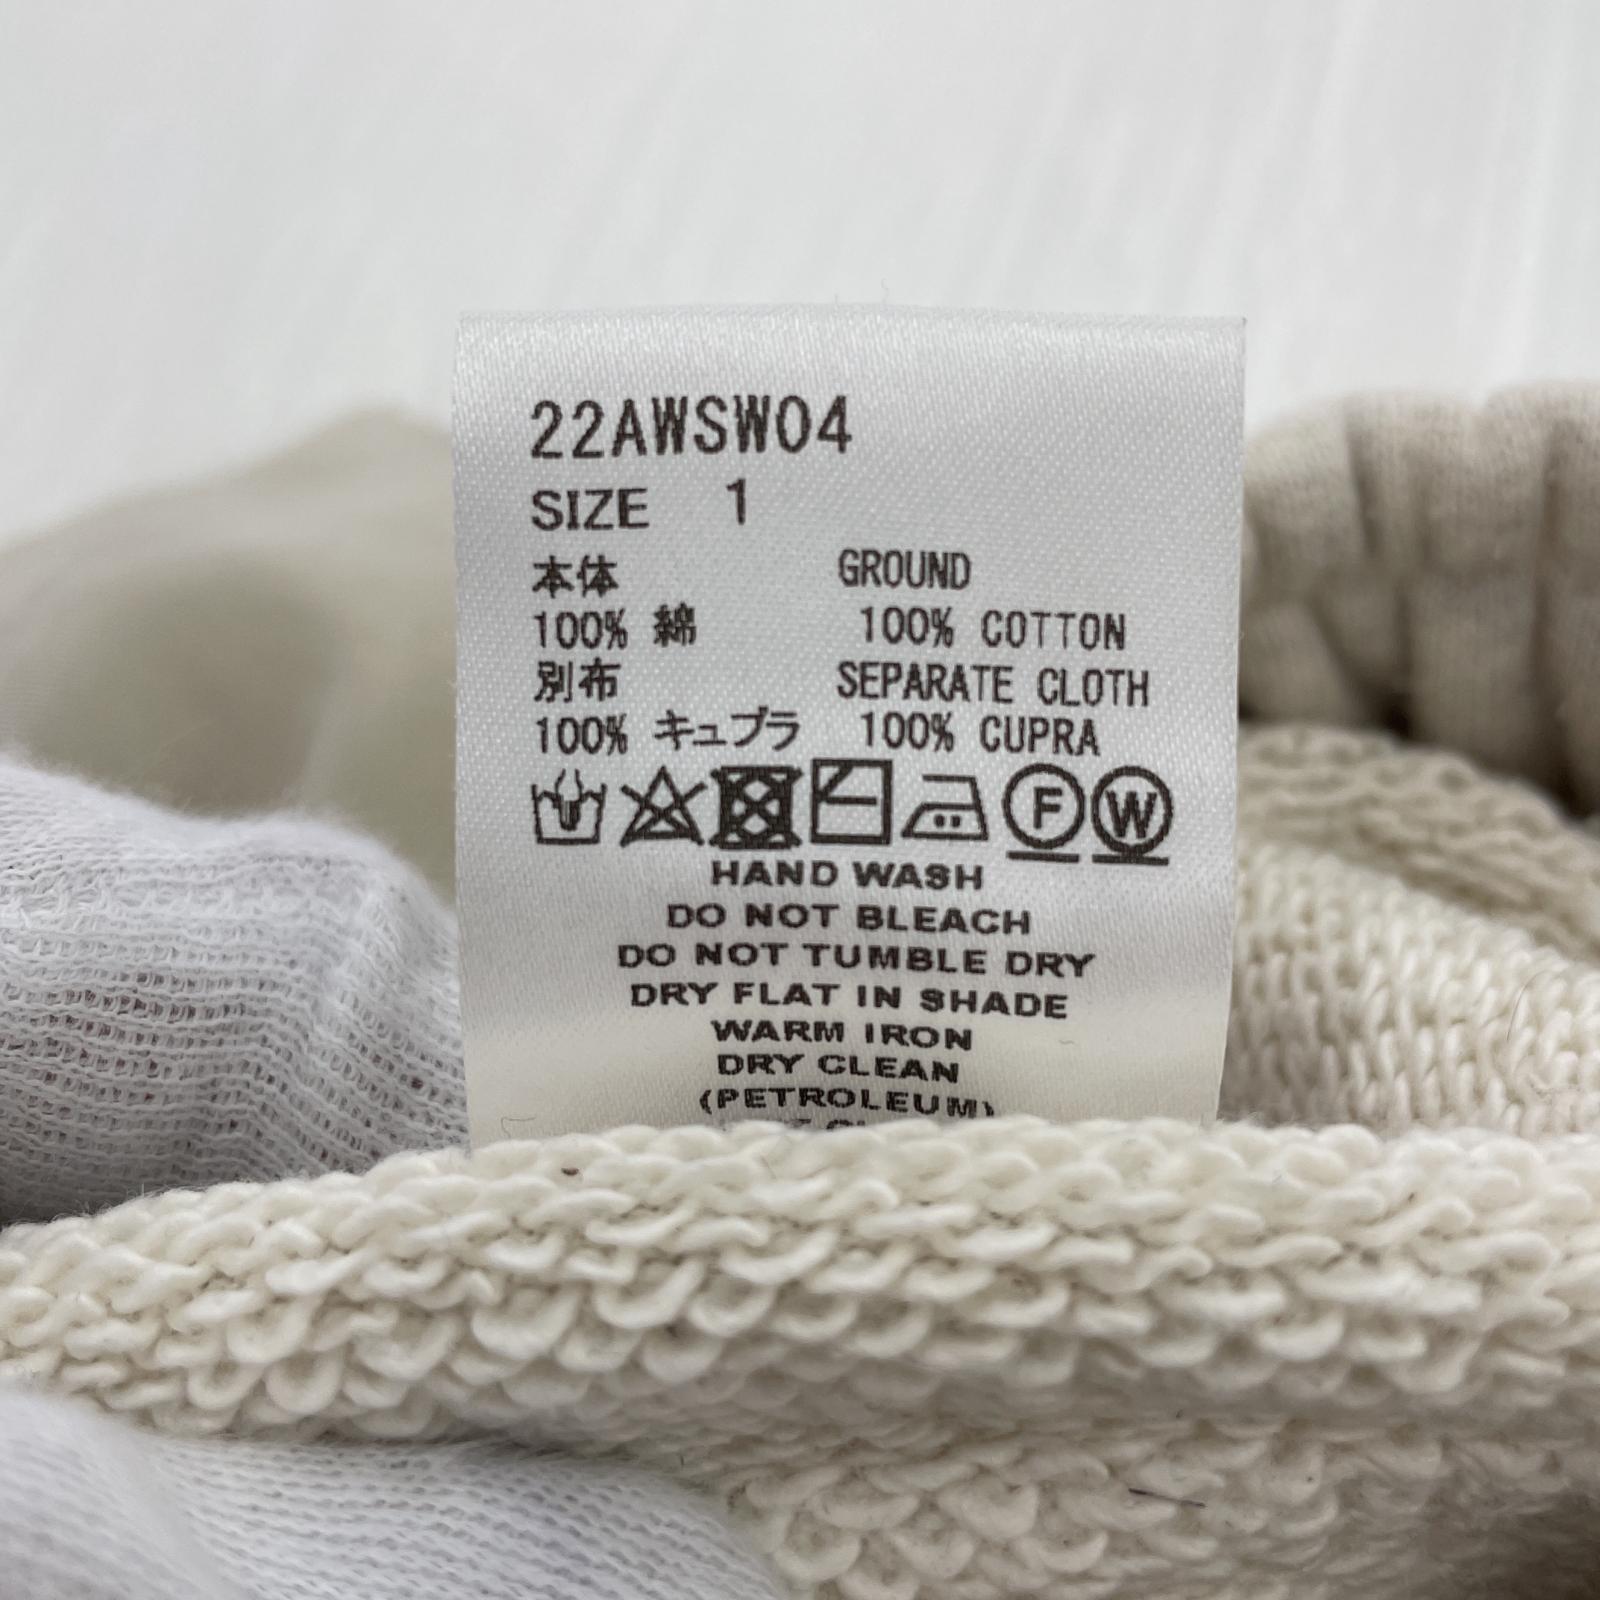 22AWSW04
SIZE 1
本体 GROUND
100% 綿 100% COTTON
別布 SEPARATE CLOTH
100% キュプラ 100% CUPRA
F W
HAND WASH
DO NOT BLEACH
DO NOT TUMBLE DRY
DRY FLAT IN SHADE
WARM IRON
DRY CLEAN
(PETROLEUM)